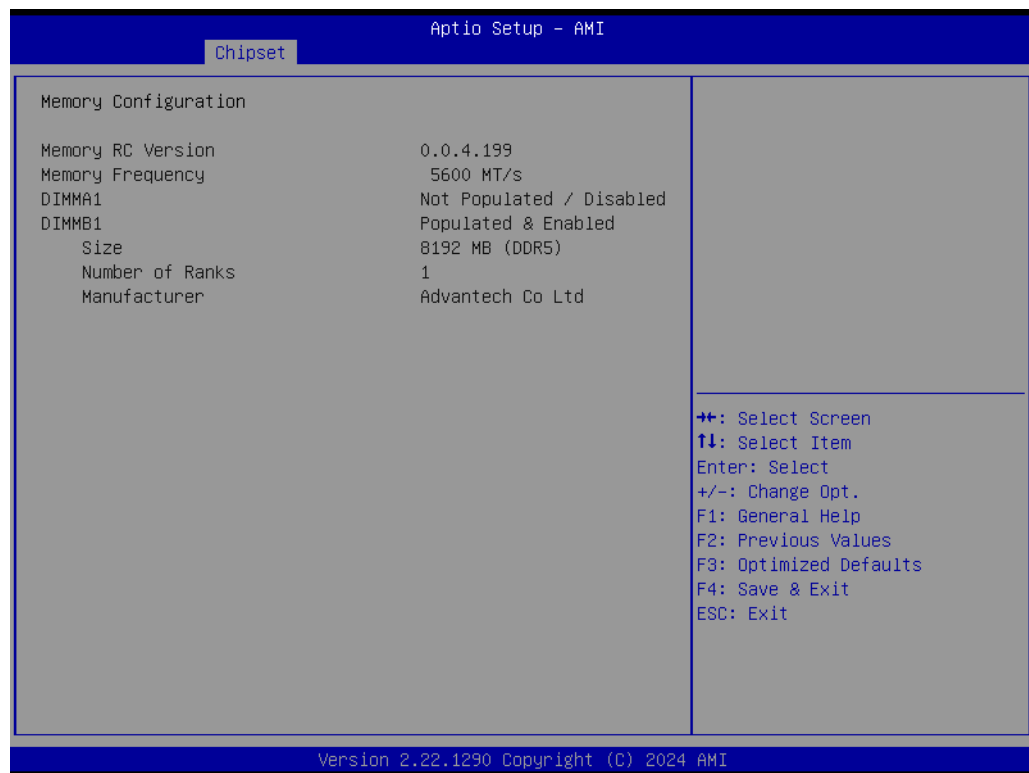 Aptio Setup – AMI
Chipset
Memory Configuration
Memory RC Version 0.0.4.199
Memory Frequency 5600 MT/s
DIMMA1 Not Populated / Disabled
DIMMB1 Populated & Enabled
Size 8192 MB (DDR5)
Number of Ranks 1
Manufacturer Advantech Co Ltd
→←: Select Screen
↑↓: Select Item
Enter: Select
+/-: Change Opt.
F1: General Help
F2: Previous Values
F3: Optimized Defaults
F4: Save & Exit
ESC: Exit
Version 2.22.1290 Copyright (C) 2024 AMI